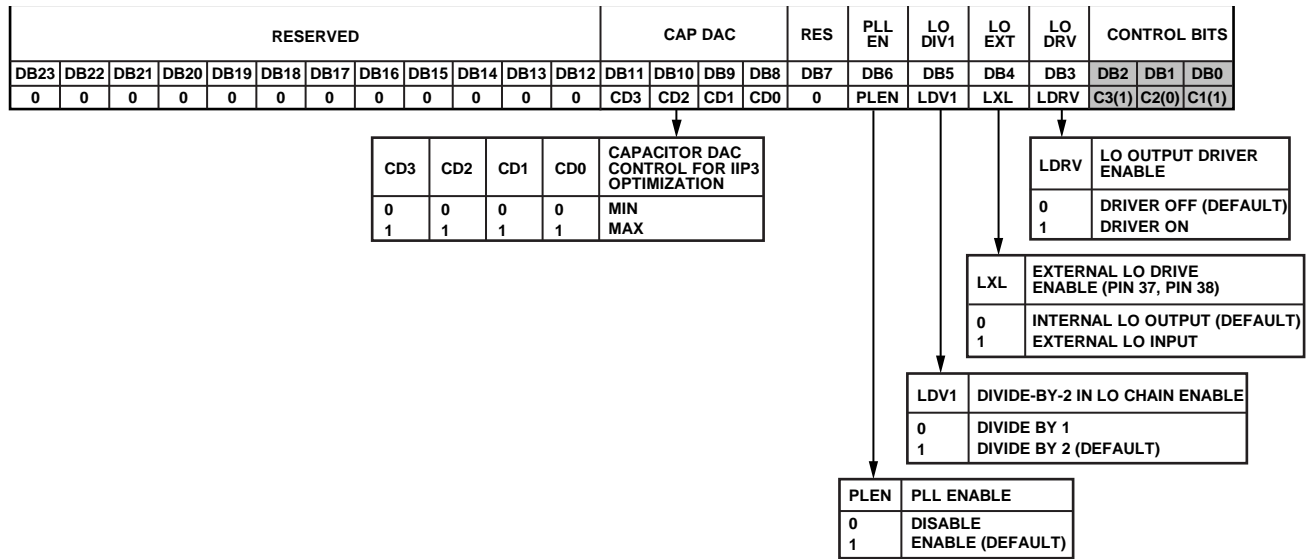 RESERVED CAP DAC RES PLL EN LO DIV1 LO EXT LO DRV CONTROL BITS
DB23 DB22 DB21 DB20 DB19 DB18 DB17 DB16 DB15 DB14 DB13 DB12 DB11 DB10 DB9 DB8 DB7 DB6 DB5 DB4 DB3 DB2 DB1 DB0
0 0 0 0 0 0 0 0 0 0 0 0 CD3 CD2 CD1 CD0 0 PLEN LDV1 LXL LDRV C3(1) C2(0) C1(1)
CD3 CD2 CD1 CD0 CAPACITOR DAC
CONTROL FOR IIP3
OPTIMIZATION
0 0 0 0 MIN
1 1 1 1 MAX
LDRV LO OUTPUT DRIVER
ENABLE
0 DRIVER OFF (DEFAULT)
1 DRIVER ON
LXL EXTERNAL LO DRIVE
ENABLE (PIN 37, PIN 38)
0 INTERNAL LO OUTPUT (DEFAULT)
1 EXTERNAL LO INPUT
LDV1 DIVIDE-BY-2 IN LO CHAIN ENABLE
0 DIVIDE BY 1
1 DIVIDE BY 2 (DEFAULT)
PLEN PLL ENABLE
0 DISABLE
1 ENABLE (DEFAULT)